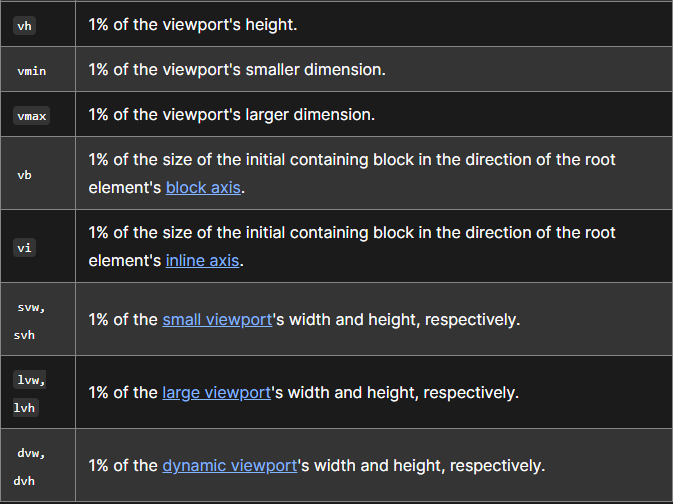 vh 1% of the viewport's height.
vmin 1% of the viewport's smaller dimension.
vmax 1% of the viewport's larger dimension.
vb 1% of the size of the initial containing block in the direction of the root
element's block axis.
vi 1% of the size of the initial containing block in the direction of the root
element's inline axis.
svw,
svh 1% of the small viewport's width and height, respectively.
lvw,
lvh 1% of the large viewport's width and height, respectively.
dvw,
dvh 1% of the dynamic viewport's width and height, respectively.